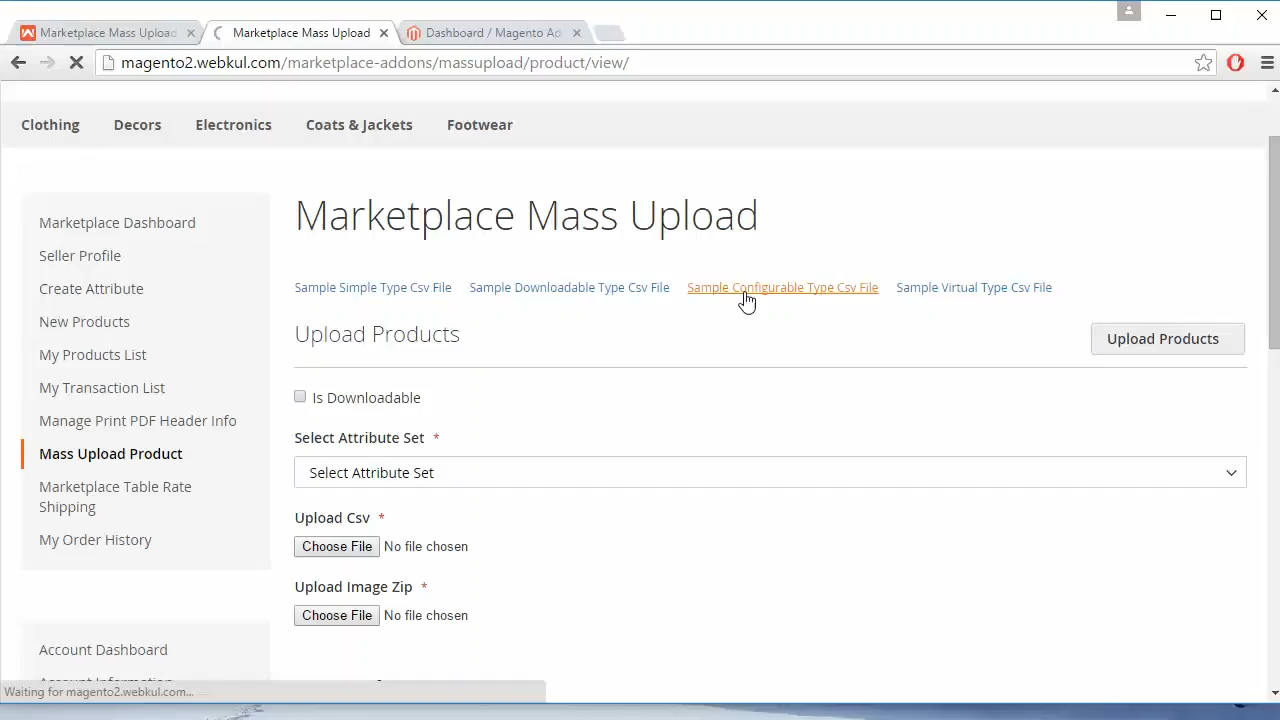 Marketplace Mass Upload
Marketplace Mass Upload
Dashboard / Magento Ad
magento2.webkul.com/marketplace-addons/massupload/product/view/
Clothing
Decors
Electronics
Coats & Jackets
Footwear
Marketplace Dashboard
Seller Profile
Create Attribute
New Products
My Products List
My Transaction List
Manage Print PDF Header Info
Mass Upload Product
Marketplace Table Rate
Shipping
My Order History
Account Dashboard
Marketplace Mass Upload
Sample Simple Type Csv File
Sample Downloadable Type Csv File
Sample Configurable Type Csv File
Sample Virtual Type Csv File
Upload Products
Upload Products
Is Downloadable
Select Attribute Set *
Select Attribute Set
Upload Csv *
Choose File No file chosen
Upload Image Zip *
Choose File No file chosen
Waiting for magento2.webkul.com...